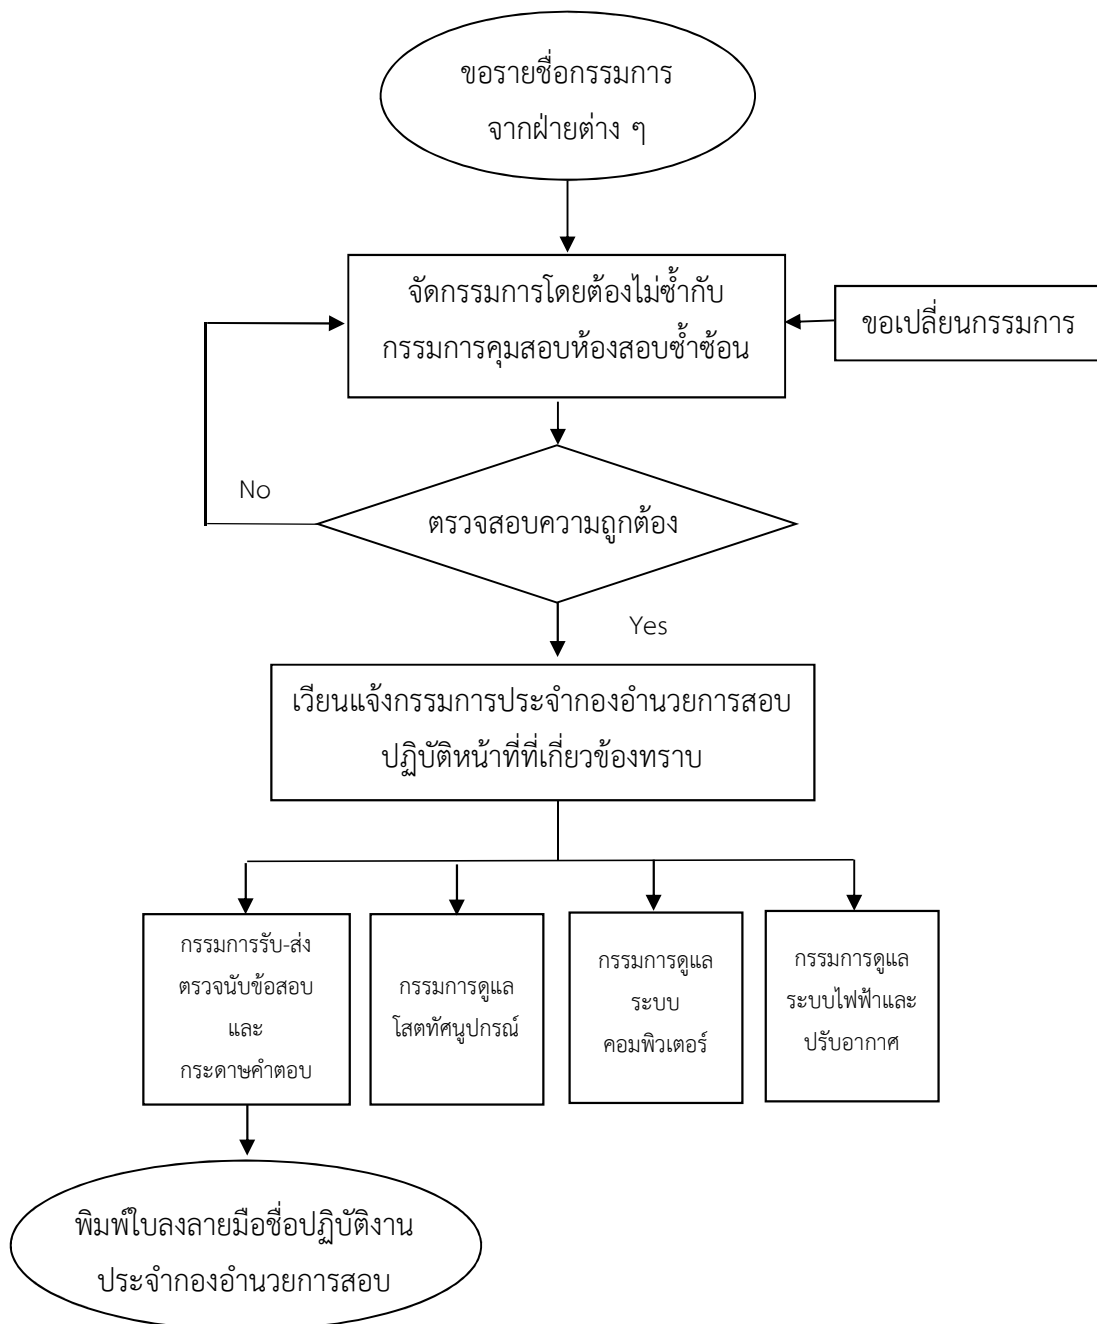 ขอรายชื่อกรรมการ
จากฝ่ายต่าง ๆ
จัดกรรมการโดยต้องไม่ซ้ำกับ
กรรมการคุมสอบห้องสอบซ้ำซ้อน
ขอเปลี่ยนกรรมการ
No
ตรวจสอบความถูกต้อง
Yes
เวียนแจ้งกรรมการประจำกองอำนวยการสอบ
ปฏิบัติหน้าที่ที่เกี่ยวข้องทราบ
กรรมการรับ-ส่ง
ตรวจนับข้อสอบ
และ
กระดาษคำตอบ
กรรมการดูแล
โสตทัศนูปกรณ์
กรรมการดูแล
ระบบ
คอมพิวเตอร์
กรรมการดูแล
ระบบไฟฟ้าและ
ปรับอากาศ
พิมพ์ใบลงลายมือชื่อปฏิบัติงาน
ประจำกองอำนวยการสอบ